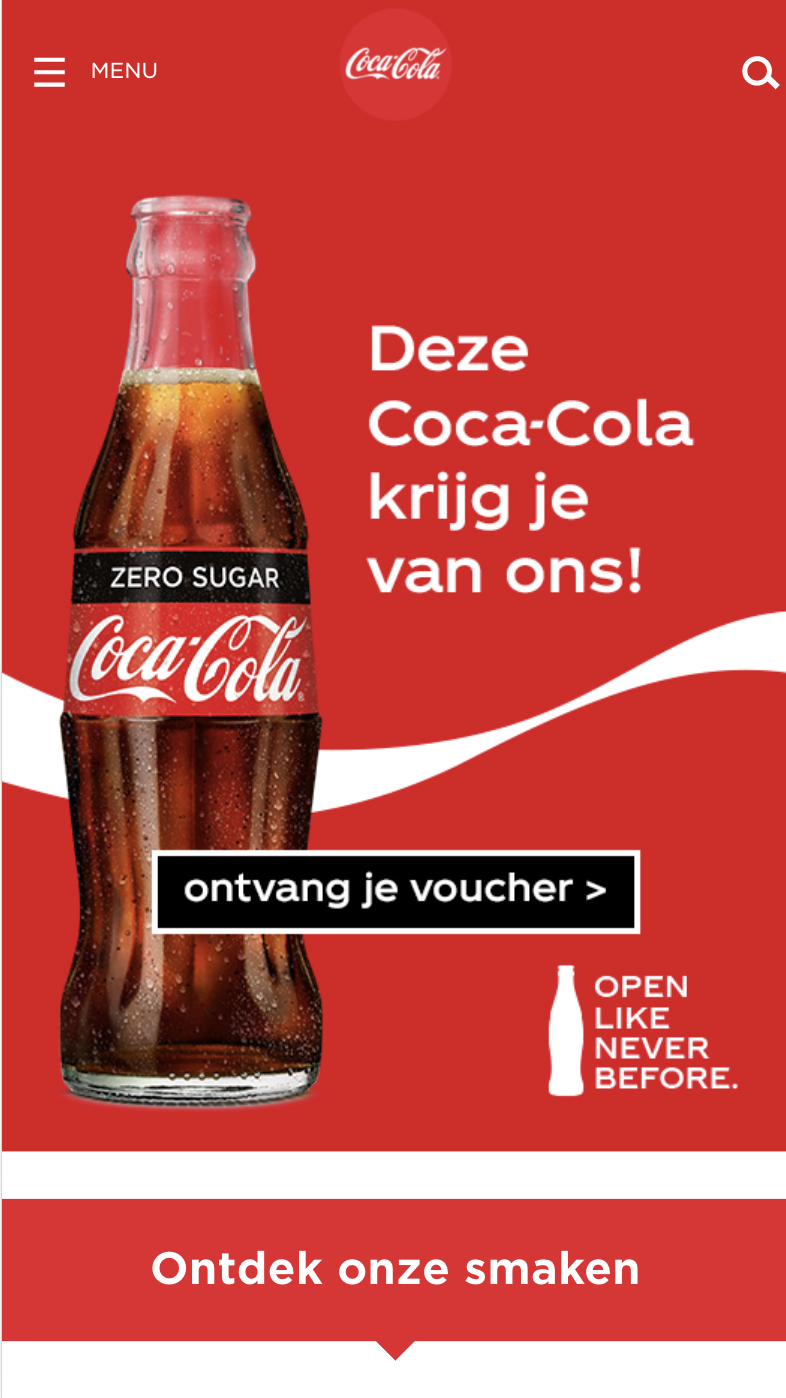 MENU
Coca-Cola
Deze
Coca-Cola
krijg je
van ons!
ZERO SUGAR
Coca-Cola
ontvang je voucher >
OPEN
LIKE
NEVER
BEFORE.
Ontdek onze smaken